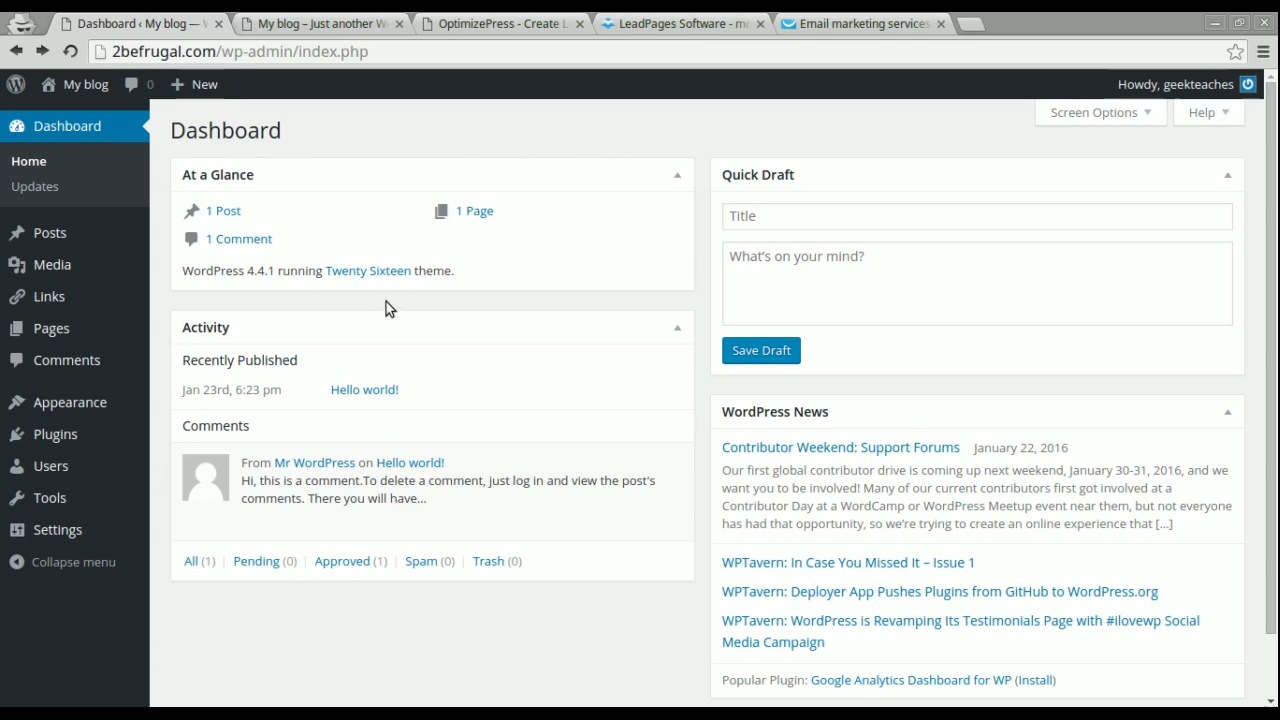 Dashboard ‹ My blog —
My blog – Just another W
OptimizePress - Create L
LeadPages Software - mo
Email marketing services
2befrugal.com/wp-admin/index.php
My blog 0 New
Howdy, geekteaches
Dashboard
Home
Updates
Posts
Media
Links
Pages
Comments
Appearance
Plugins
Users
Tools
Settings
Collapse menu
Screen Options
Help
Dashboard
At a Glance
1 Post
1 Page
1 Comment
WordPress 4.4.1 running Twenty Sixteen theme.
Activity
Recently Published
Jan 23rd, 6:23 pm Hello world!
Comments
From Mr WordPress on Hello world!
Hi, this is a comment.To delete a comment, just log in and view the post's
comments. There you will have...
All (1) | Pending (0) | Approved (1) | Spam (0) | Trash (0)
Quick Draft
Title
What's on your mind?
Save Draft
WordPress News
Contributor Weekend: Support Forums January 22, 2016
Our first global contributor drive is coming up next weekend, January 30-31, 2016, and we
want you to be involved! Many of our current contributors first got involved at a
Contributor Day at a WordCamp or WordPress Meetup event near them, but not everyone
has had that opportunity, so we're trying to create an online experience that [...]
WPTavern: In Case You Missed It – Issue 1
WPTavern: Deployer App Pushes Plugins from GitHub to WordPress.org
WPTavern: WordPress is Revamping Its Testimonials Page with #ilovewp Social
Media Campaign
Popular Plugin: Google Analytics Dashboard for WP (Install)